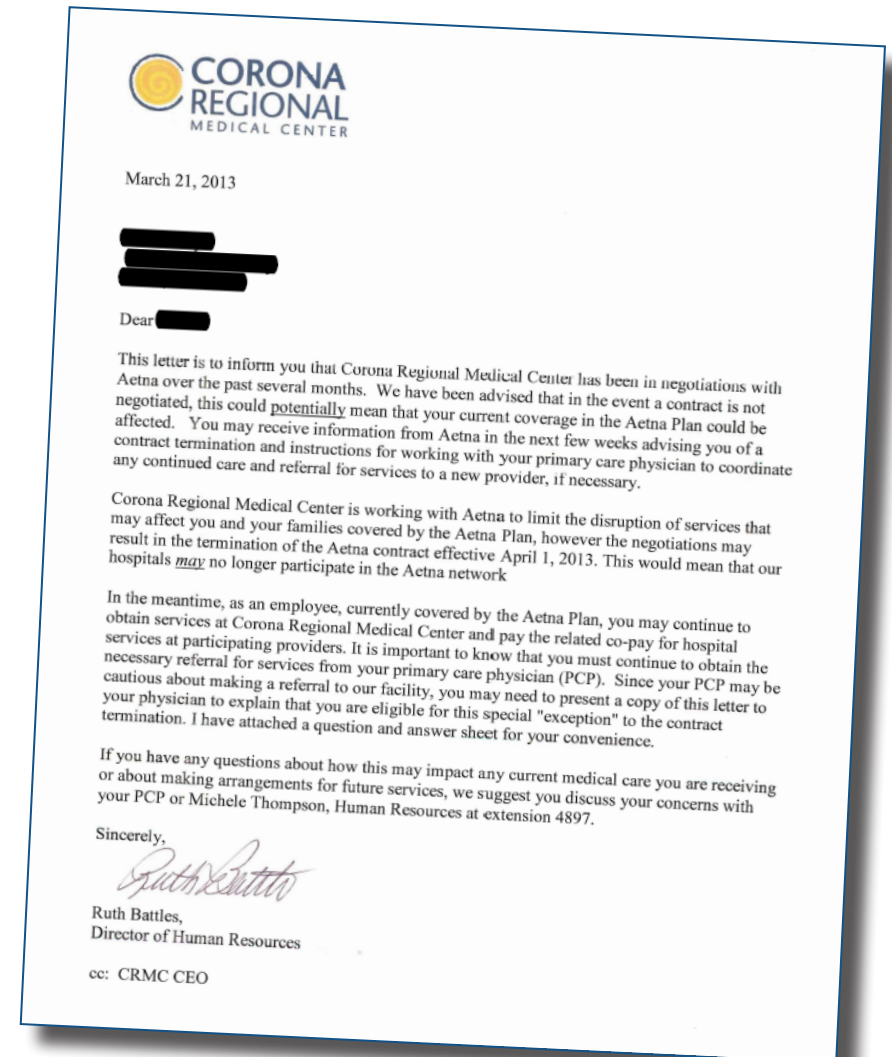 CORONA
REGIONAL
MEDICAL CENTER
March 21, 2013
Dear
This letter is to inform you that Corona Regional Medical Center has been in negotiations with
Aetna over the past several months.  We have been advised that in the event a contract is not
negotiated, this could potentially mean that your current coverage in the Aetna Plan could be
affected.   You may receive information from Aetna in the next few weeks advising you of a
contract termination and instructions for working with your primary care physician to coordinate
any continued care and referral for services to a new provider, if necessary.
Corona Regional Medical Center is working with Aetna to limit the disruption of services that
may affect you and your families covered by the Aetna Plan, however the negotiations may
result in the termination of the Aetna contract effective April 1, 2013. This would mean that our
hospitals may no longer participate in the Aetna network
In the meantime, as an employee, currently covered by the Aetna Plan, you may continue to
obtain services at Corona Regional Medical Center and pay the related co-pay for hospital
services at participating providers. It is important to know that you must continue to obtain the
necessary referral for services from your primary care physician (PCP).  Since your PCP may be
cautious about making a referral to our facility, you may need to present a copy of this letter to
your physician to explain that you are eligible for this special "exception" to the contract
termination. I have attached a question and answer sheet for your convenience.
If you have any questions about how this may impact any current medical care you are receiving
or about making arrangements for future services, we suggest you discuss your concerns with
your PCP or Michele Thompson, Human Resources at extension 4897.
Sincerely,
Ruth Battles,
Director of Human Resources
cc:  CRMC CEO